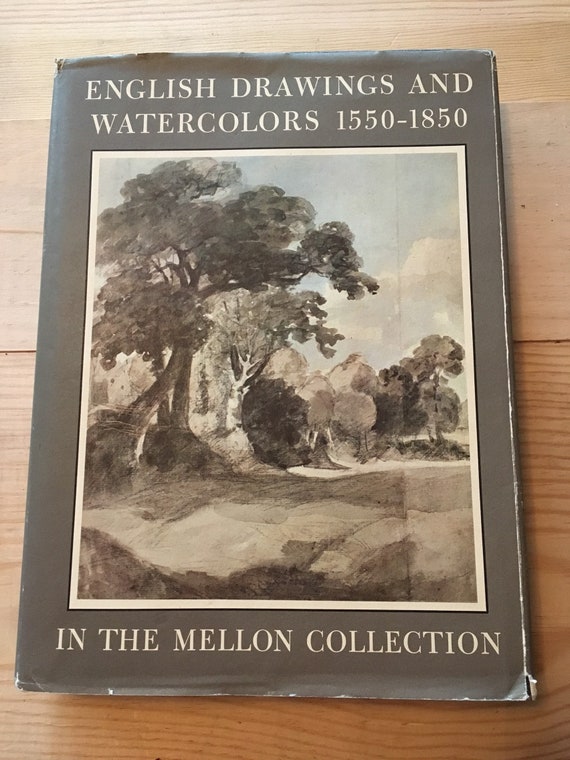 ENGLISH DRAWINGS AND
WATERCOLORS 1550-1850
IN THE MELLON COLLECTION